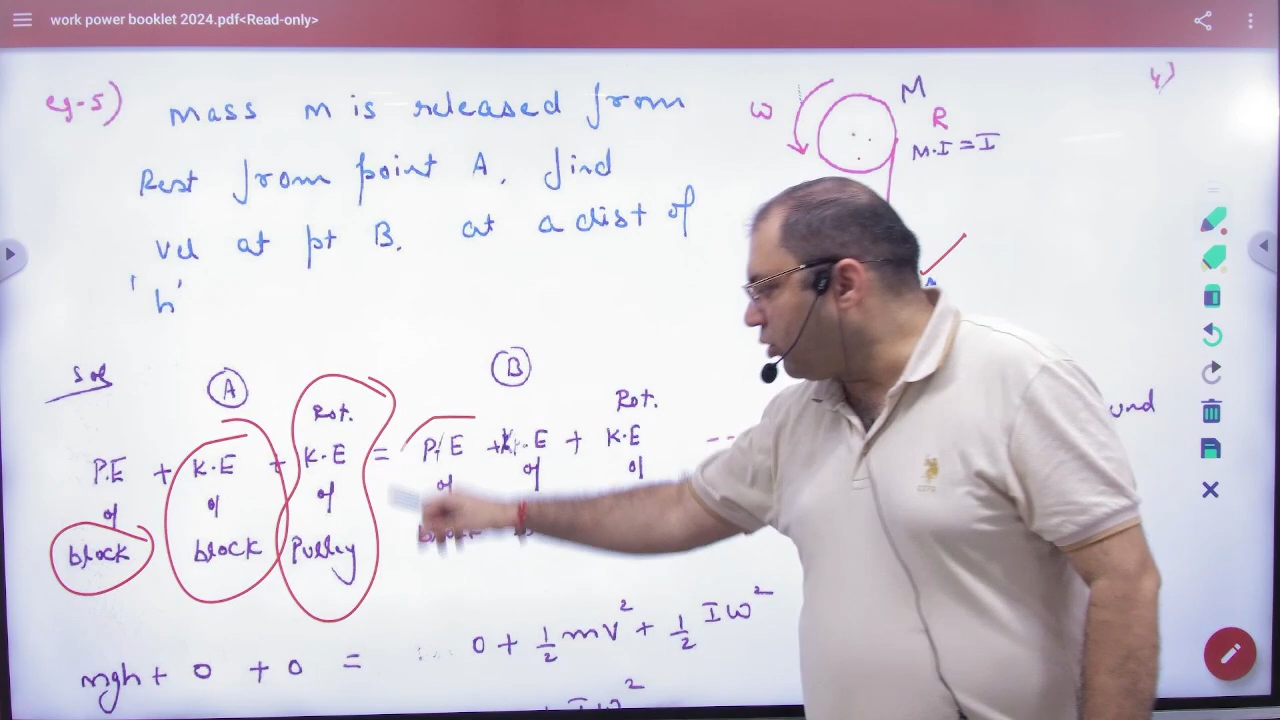 work power booklet 2024.pdf<Read-only>
eg-5) mass m is released from
Rest from point A. find
vel at pt B. at a dist of
'h'
ω
M
R
M.I = I
4)
Sol
A
B
Rot. Rot.
P.E + K.E + K.E = P.E + K.E + K.E
of of of of of of
block block Pulley
mgh + 0 + 0 = 0 + 1/2 mv² + 1/2 Iω²
Iω²